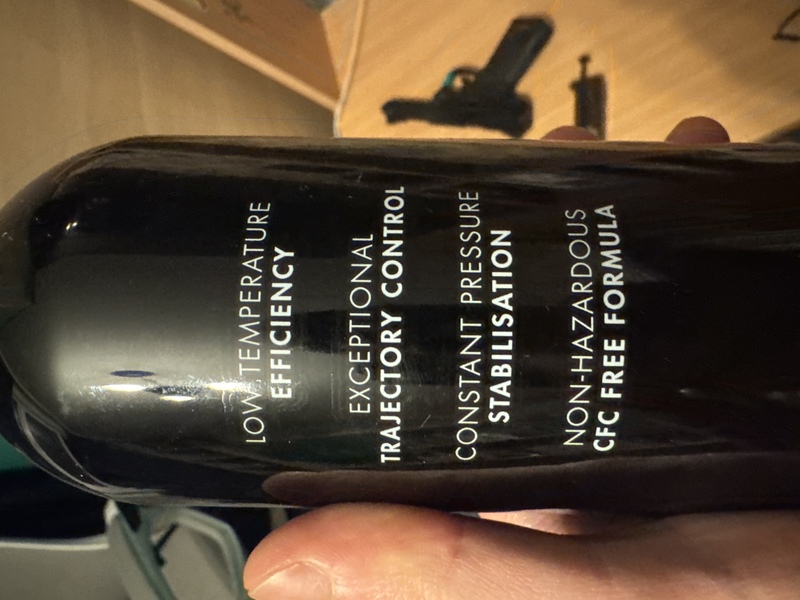 LOW-TEMPERATURE
EFFICIENCY
EXCEPTIONAL
TRAJECTORY CONTROL
CONSTANT PRESSURE
STABILISATION
NON-HAZARDOUS
CFC FREE FORMULA